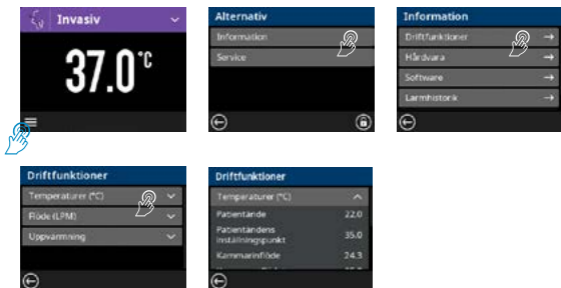 Invasiv
37.0°C
Alternativ
Information
Service
Information
Driftfunktioner
Hårdvara
Software
Larmhistorik
Driftfunktioner
Temperaturer (°C)
Flöde (LPM)
Uppvärmning
Driftfunktioner
Temperaturer (°C)
Patientände 22.0
Patientändens
inställningspunkt 35.0
Kammarinflöde 24.3